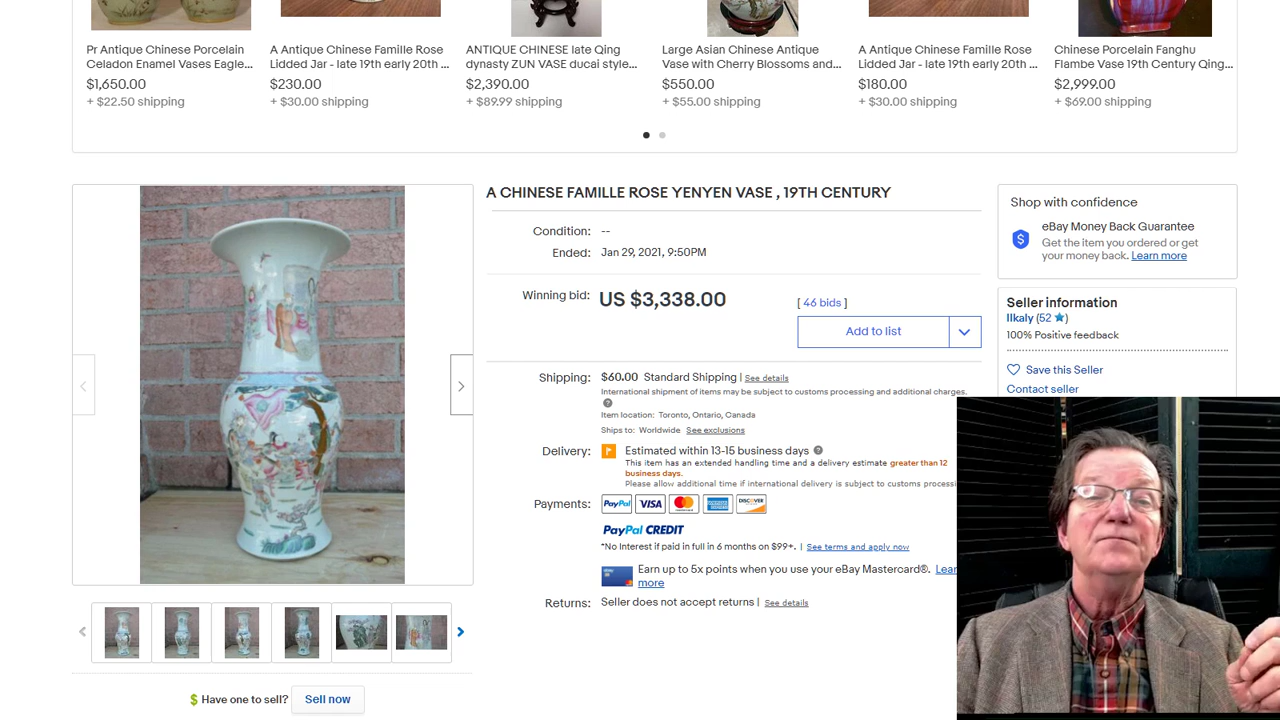 Pr Antique Chinese Porcelain
Celadon Enamel Vases Eagle...
$1,650.00
+ $22.50 shipping
A Antique Chinese Famille Rose
Lidded Jar - late 19th early 20th ...
$230.00
+ $30.00 shipping
ANTIQUE CHINESE late Qing
dynasty ZUN VASE ducai style...
$2,390.00
+ $89.99 shipping
Large Asian Chinese Antique
Vase with Cherry Blossoms and...
$550.00
+ $55.00 shipping
A Antique Chinese Famille Rose
Lidded Jar - late 19th early 20th ...
$180.00
+ $30.00 shipping
Chinese Porcelain Fanghu
Flambe Vase 19th Century Qing...
$2,999.00
+ $69.00 shipping
A CHINESE FAMILLE ROSE YENYEN VASE , 19TH CENTURY
Condition: --
Ended: Jan 29, 2021, 9:50PM
Winning bid: US $3,338.00 [ 46 bids ]
Add to list
Shipping: $60.00 Standard Shipping | See details
International shipment of items may be subject to customs processing and additional charges.
Item location: Toronto, Ontario, Canada
Ships to: Worldwide See exclusions
Delivery: Estimated within 13-15 business days
This item has an extended handling time and a delivery estimate greater than 12
business days.
Please allow additional time if international delivery is subject to customs processi
Payments: PayPal VISA MasterCard AMERICAN EXPRESS DISCOVER
PayPal CREDIT
*No Interest if paid in full in 6 months on $99+. | See terms and apply now
Earn up to 5x points when you use your eBay Mastercard®. Lear
more
Returns: Seller does not accept returns | See details
Shop with confidence
eBay Money Back Guarantee
Get the item you ordered or get
your money back. Learn more
Seller information
Ilkaly (52 )
100% Positive feedback
Save this Seller
Contact seller
$ Have one to sell? Sell now